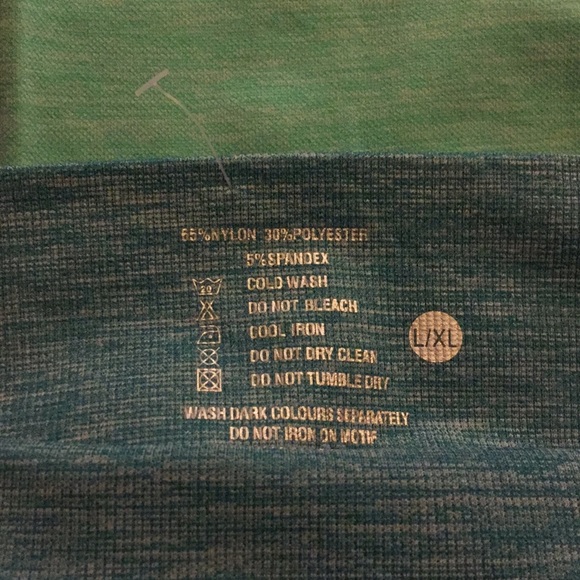 65%NYLON 30%POLYESTER
5%SPANDEX
COLD WASH
DO NOT BLEACH
COOL IRON
DO NOT DRY CLEAN
DO NOT TUMBLE DRY
WASH DARK COLOURS SEPARATELY
DO NOT IRON ON MOTIF
L/XL